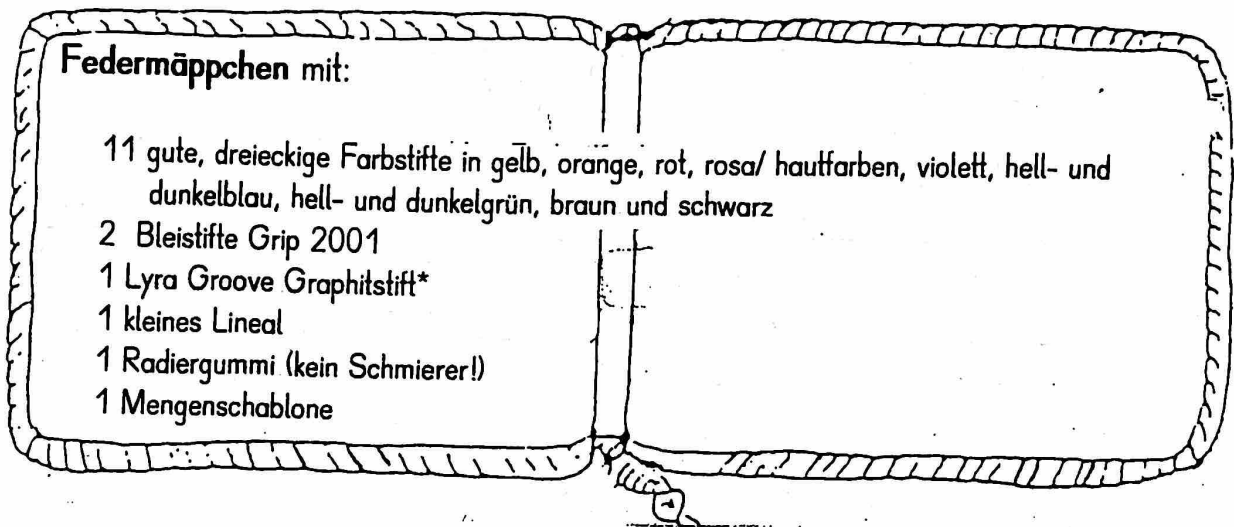 Federmäppchen mit:
11 gute, dreieckige Farbstifte in gelb, orange, rot, rosa/ hautfarben, violett, hell- und
dunkelblau, hell- und dunkelgrün, braun und schwarz
2 Bleistifte Grip 2001
1 Lyra Groove Graphitstift*
1 kleines Lineal
1 Radiergummi (kein Schmierer!)
1 Mengenschablone